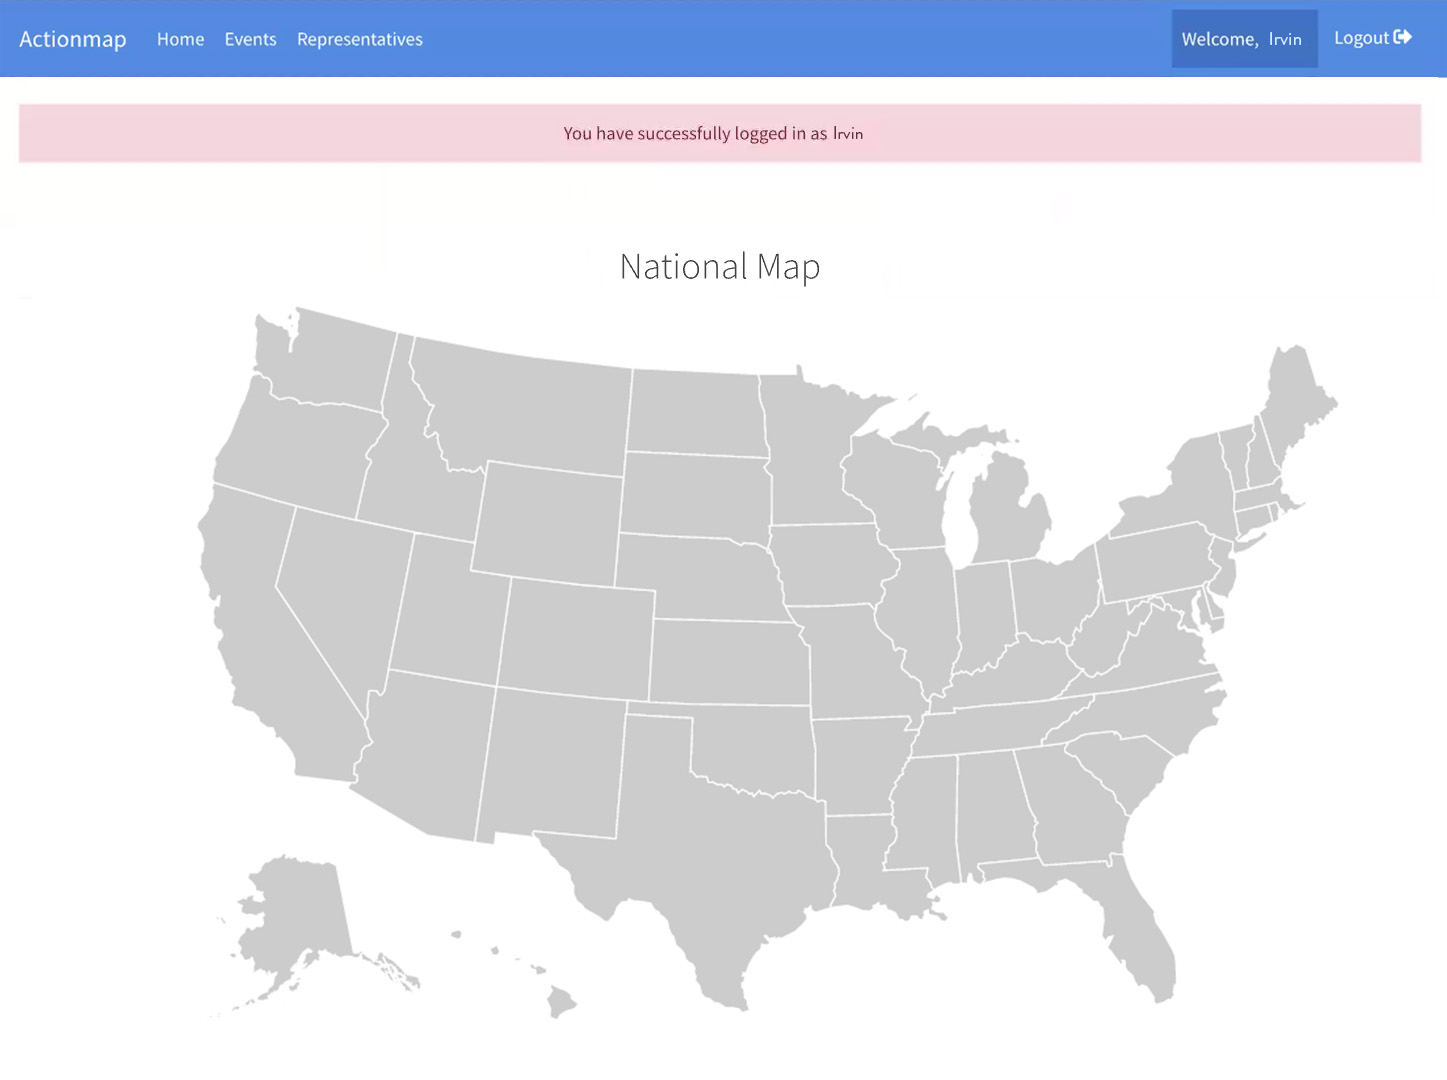 Actionmap Home Events Representatives Welcome, Irvin Logout
You have successfully logged in as Irvin
National Map